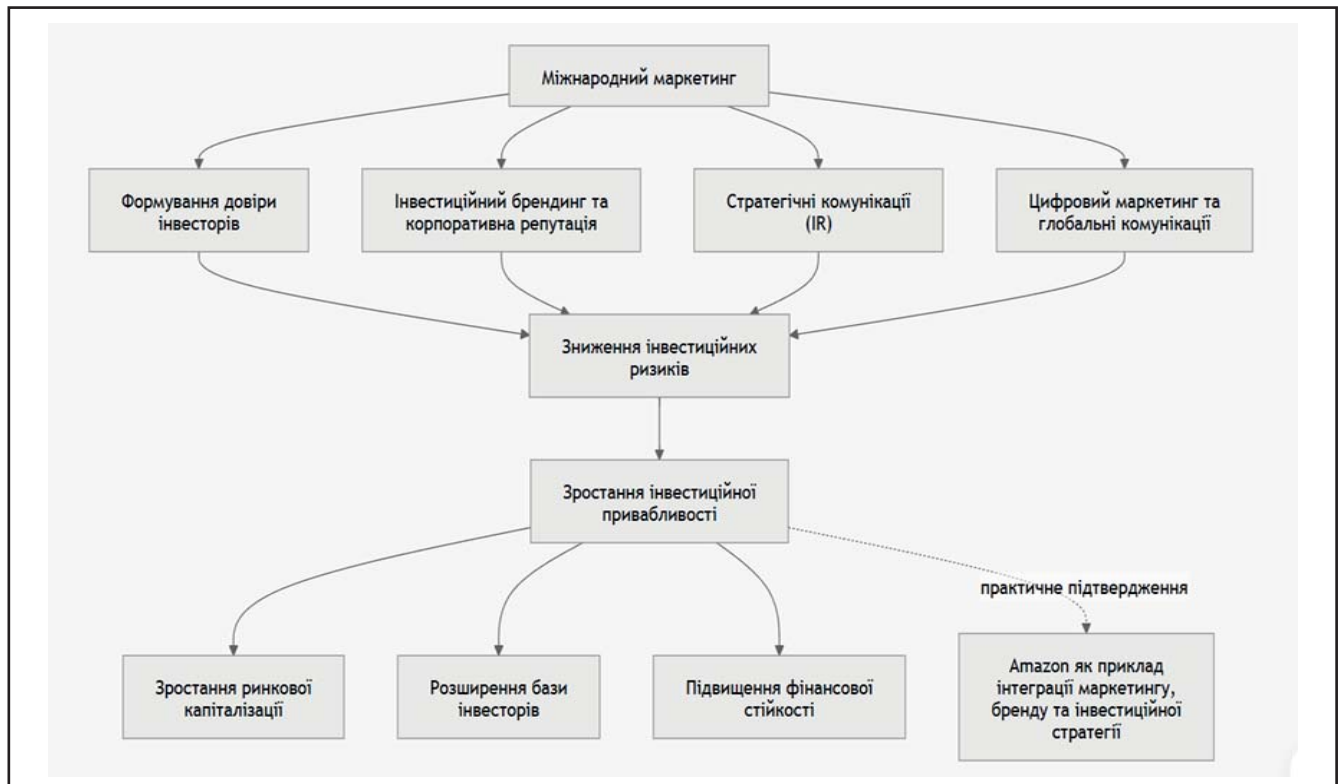 Міжнародний маркетинг
Формування довіри
інвесторів
Інвестиційний брендинг та
корпоративна репутація
Стратегічні комунікації
(IR)
Цифровий маркетинг та
глобальні комунікації
Зниження інвестиційних
ризиків
Зростання інвестиційної
привабливості
практичне підтвердження
Зростання ринкової
капіталізації
Розширення бази
інвесторів
Підвищення фінансової
стійкості
Amazon як приклад
інтеграції маркетингу,
бренду та інвестиційної
стратегії